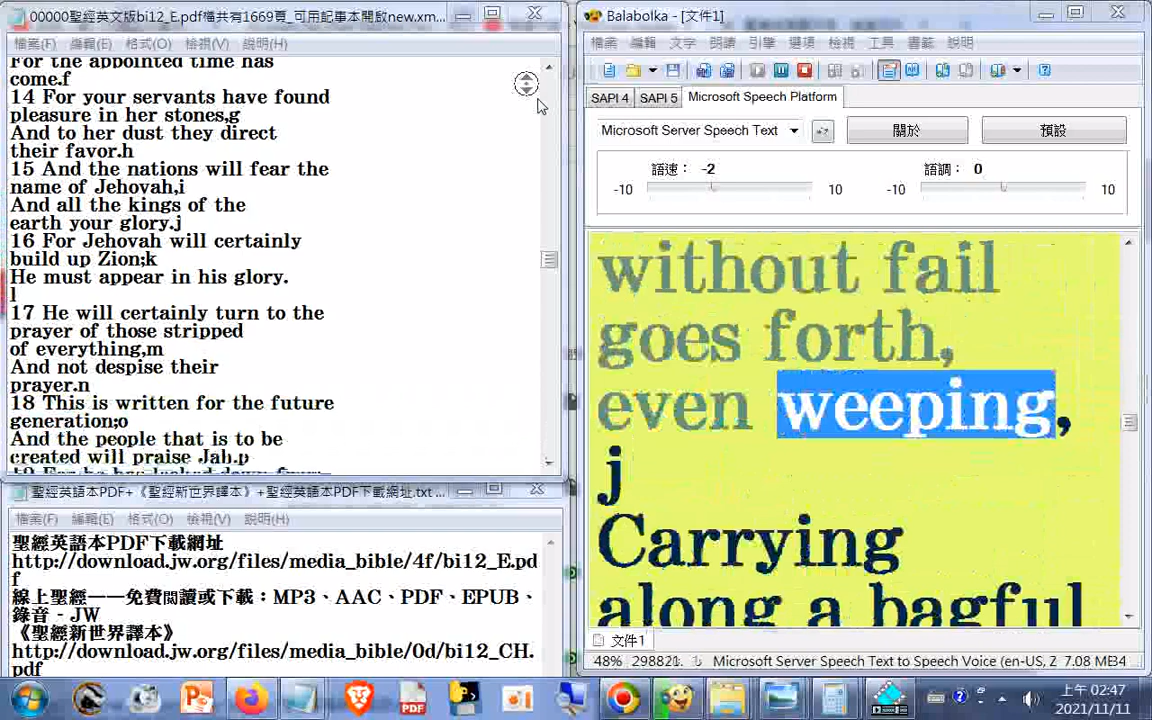 00000聖經英文版bi12_E.pdf檔共有1669頁_可用記事本開啟new.xm...
檔案(F) 編輯(E) 格式(O) 檢視(V) 說明(H)
For the appointed time has
come.f
14 For your servants have found
pleasure in her stones,g
And to her dust they direct
their favor.h
15 And the nations will fear the
name of Jehovah,i
And all the kings of the
earth your glory.j
16 For Jehovah will certainly
build up Zion;k
He must appear in his glory.
l
17 He will certainly turn to the
prayer of those stripped
of everything,m
And not despise their
prayer.n
18 This is written for the future
generation;o
And the people that is to be
created will praise Jah.p
聖經英語本PDF+《聖經新世界譯本》+聖經英語本PDF下載網址.txt ...
檔案(F) 編輯(E) 格式(O) 檢視(V) 說明(H)
聖經英語本PDF下載網址
http://download.jw.org/files/media_bible/4f/bi12_E.pd
f
線上聖經——免費閱讀或下載：MP3、AAC、PDF、EPUB、
錄音 - JW
《聖經新世界譯本》
http://download.jw.org/files/media_bible/0d/bi12_CH.
pdf
Balabolka - [文件1]
檔案 編輯 文字 朗讀 引擎 選項 檢視 工具 書籤 說明
SAPI 4 SAPI 5 Microsoft Speech Platform
Microsoft Server Speech Text 關於 預設
語速： -2 語調： 0
-10 10 -10 10
without fail
goes forth,
even weeping,
j
Carrying
along a bagful
文件1
48% Microsoft Server Speech Text to Speech Voice (en-US, Z 7.08 MB
上午 02:47
2021/11/11